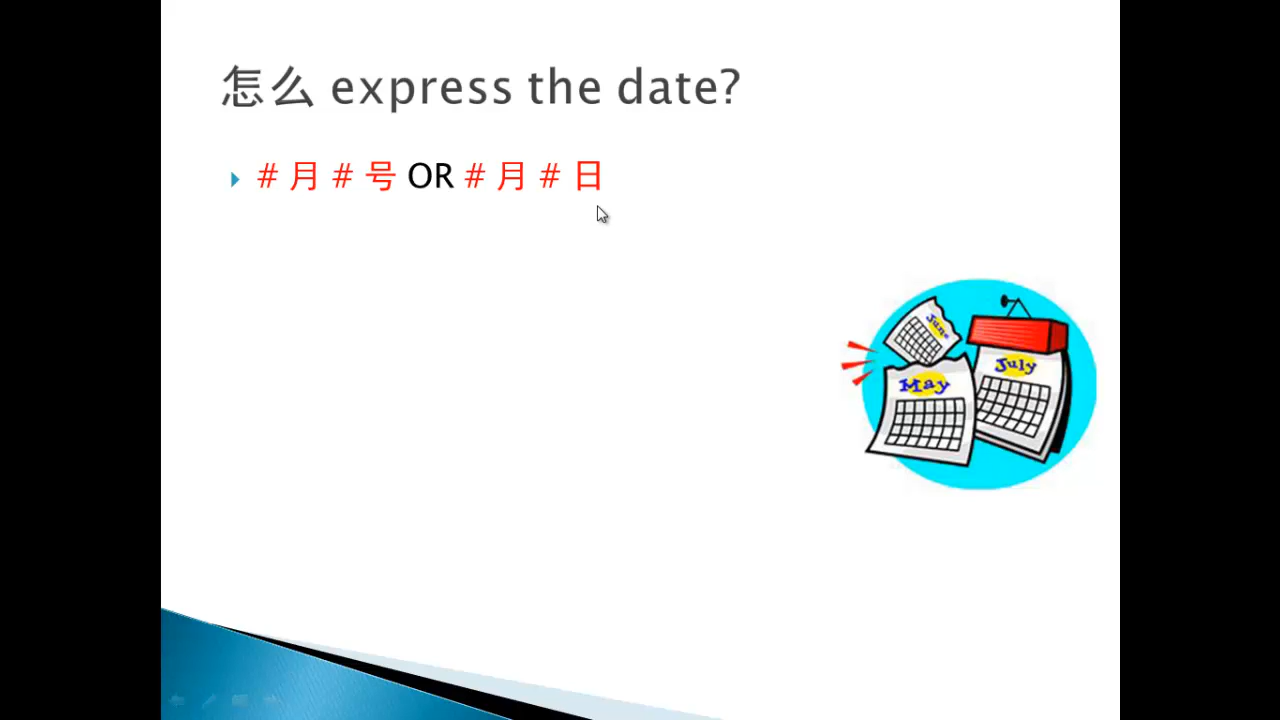 怎么 express the date?
# 月 # 号 OR # 月 # 日
June
May
July